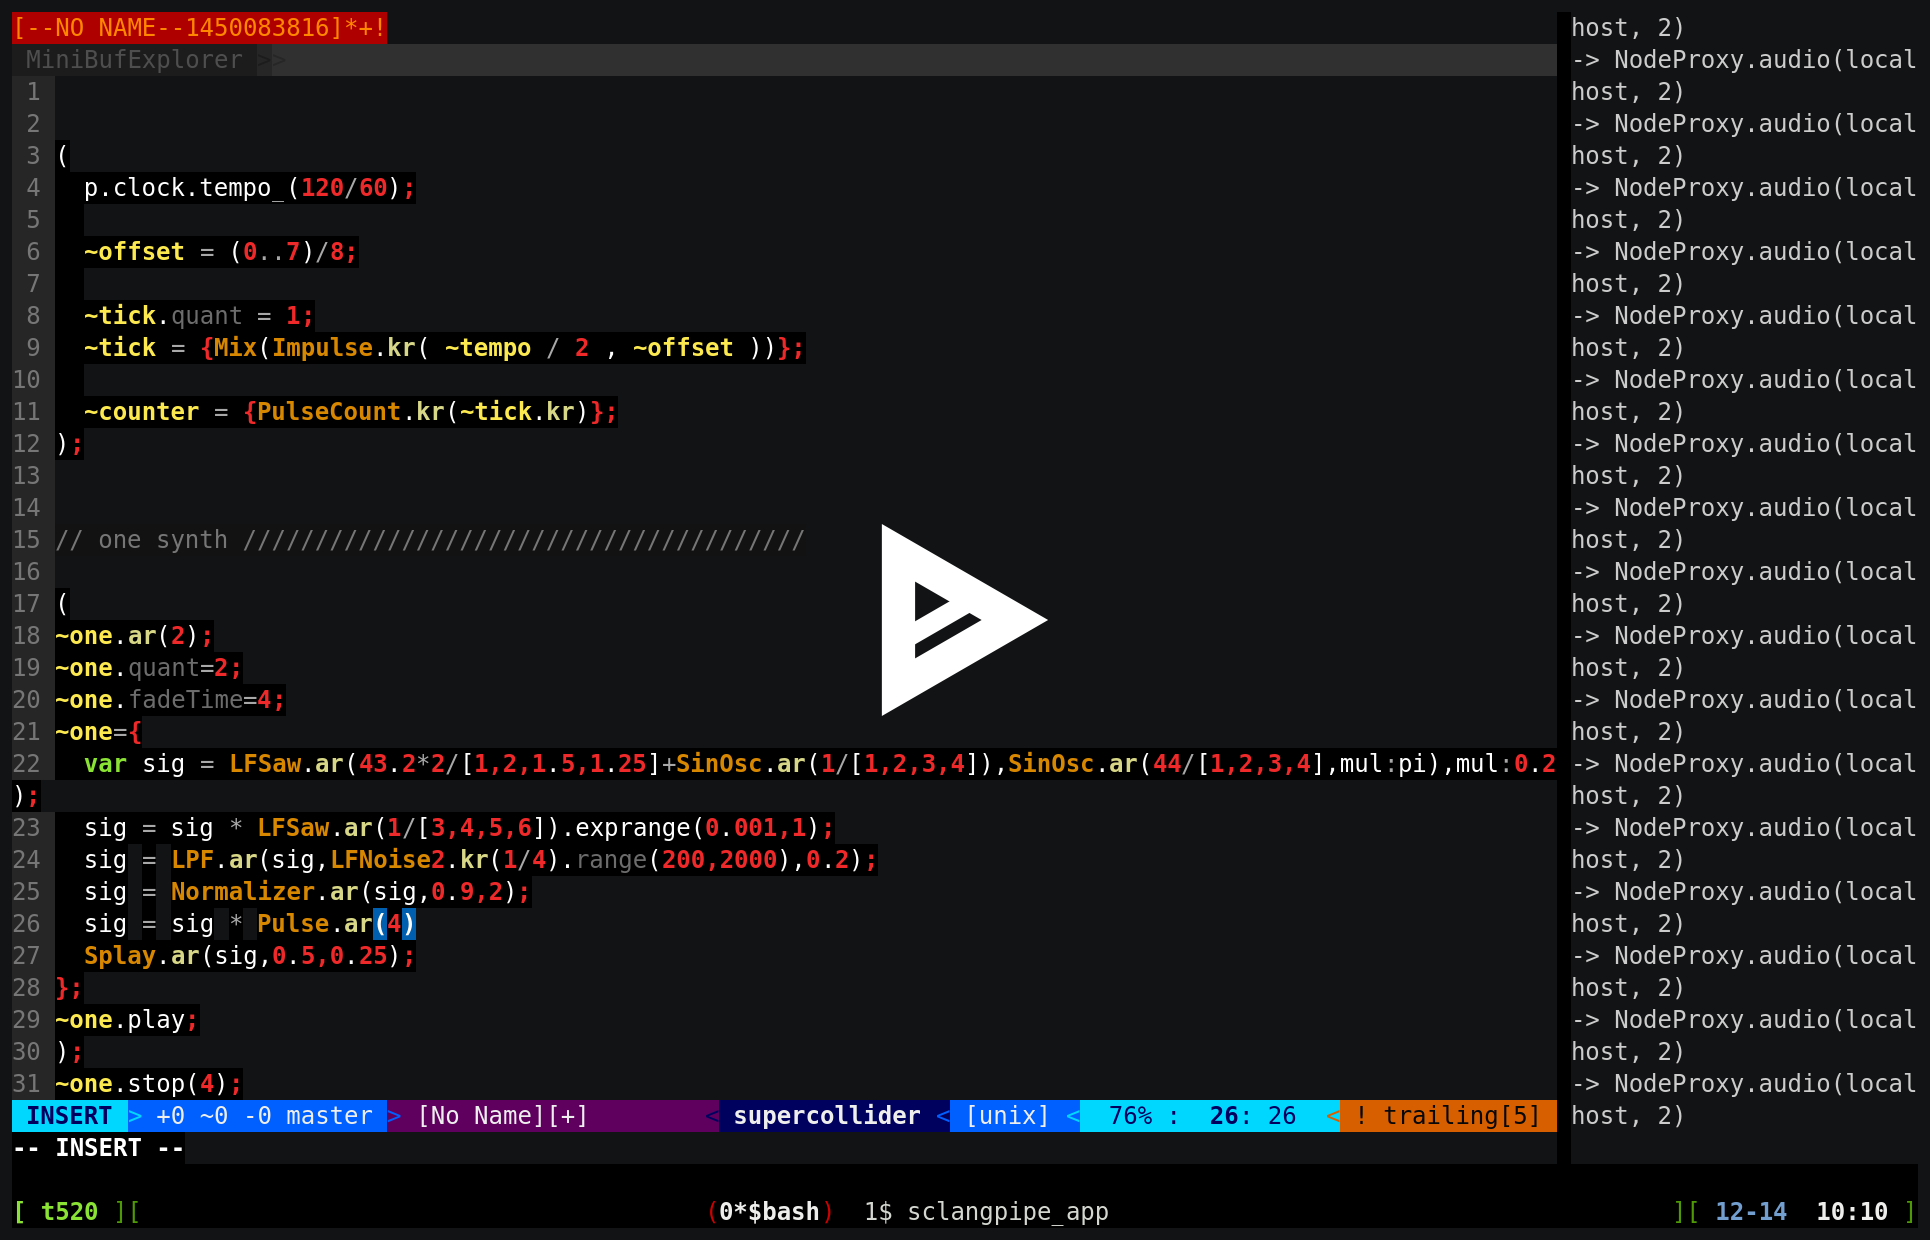 [--NO NAME--1450083816]*+!
MiniBufExplorer >>
1
2
3 (
4   p.clock.tempo_(120/60);
5
6   ~offset = (0..7)/8;
7
8   ~tick.quant = 1;
9   ~tick = {Mix(Impulse.kr( ~tempo / 2 , ~offset ))};
10
11   ~counter = {PulseCount.kr(~tick.kr)};
12 );
13
14
15 // one synth ///////////////////////////////////////
16
17 (
18 ~one.ar(2);
19 ~one.quant=2;
20 ~one.fadeTime=4;
21 ~one={
22   var sig = LFSaw.ar(43.2*2/[1,2,1.5,1.25]+SinOsc.ar(1/[1,2,3,4]),SinOsc.ar(44/[1,2,3,4],mul:pi),mul:0.2
);
23   sig = sig * LFSaw.ar(1/[3,4,5,6]).exprange(0.001,1);
24   sig = LPF.ar(sig,LFNoise2.kr(1/4).range(200,2000),0.2);
25   sig = Normalizer.ar(sig,0.9,2);
26   sig = sig * Pulse.ar(4)
27   Splay.ar(sig,0.5,0.25);
28 };
29 ~one.play;
30 );
31 ~one.stop(4);
INSERT > +0 ~0 -0 master > [No Name][+] < supercollider < [unix] < 76% : 26: 26 < ! trailing[5]
-- INSERT --
host, 2)
-> NodeProxy.audio(local
host, 2)
-> NodeProxy.audio(local
host, 2)
-> NodeProxy.audio(local
host, 2)
-> NodeProxy.audio(local
host, 2)
-> NodeProxy.audio(local
host, 2)
-> NodeProxy.audio(local
host, 2)
-> NodeProxy.audio(local
host, 2)
-> NodeProxy.audio(local
host, 2)
-> NodeProxy.audio(local
host, 2)
-> NodeProxy.audio(local
host, 2)
-> NodeProxy.audio(local
host, 2)
-> NodeProxy.audio(local
host, 2)
-> NodeProxy.audio(local
host, 2)
-> NodeProxy.audio(local
host, 2)
-> NodeProxy.audio(local
host, 2)
-> NodeProxy.audio(local
host, 2)
-> NodeProxy.audio(local
host, 2)
[ t520 ][ (0*$bash) 1$ sclangpipe_app ][ 12-14 10:10 ]